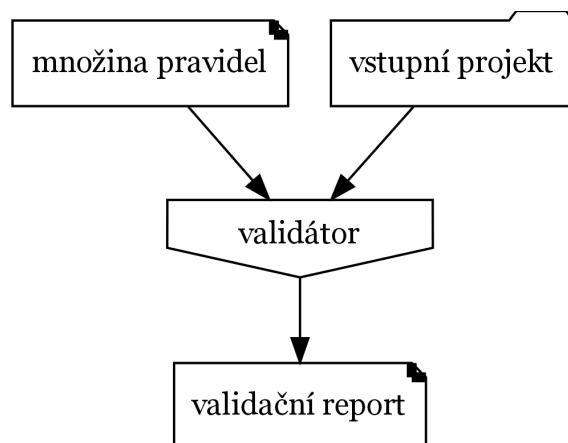 množina pravidel
vstupní projekt
validátor
validační report